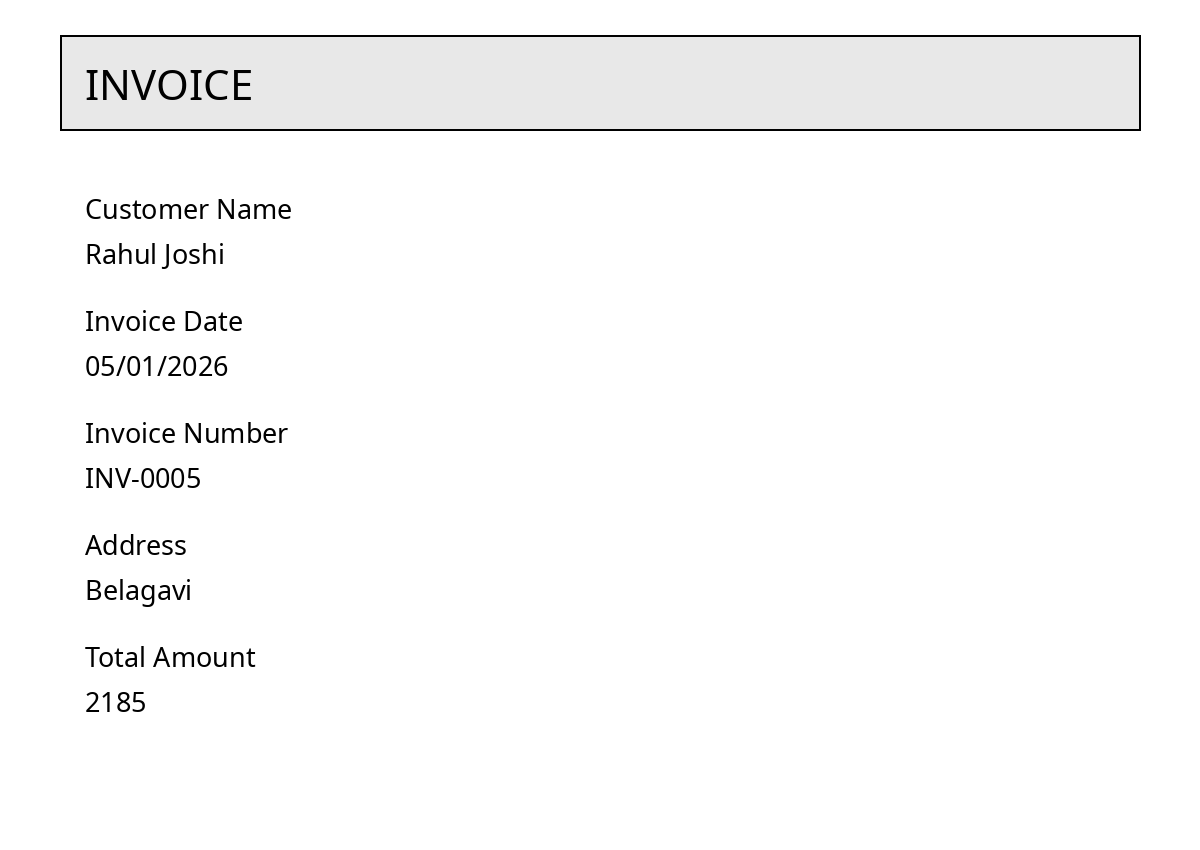 INVOICE
Customer Name
Rahul Joshi
Invoice Date
05/01/2026
Invoice Number
INV-0005
Address
Belagavi
Total Amount
2185